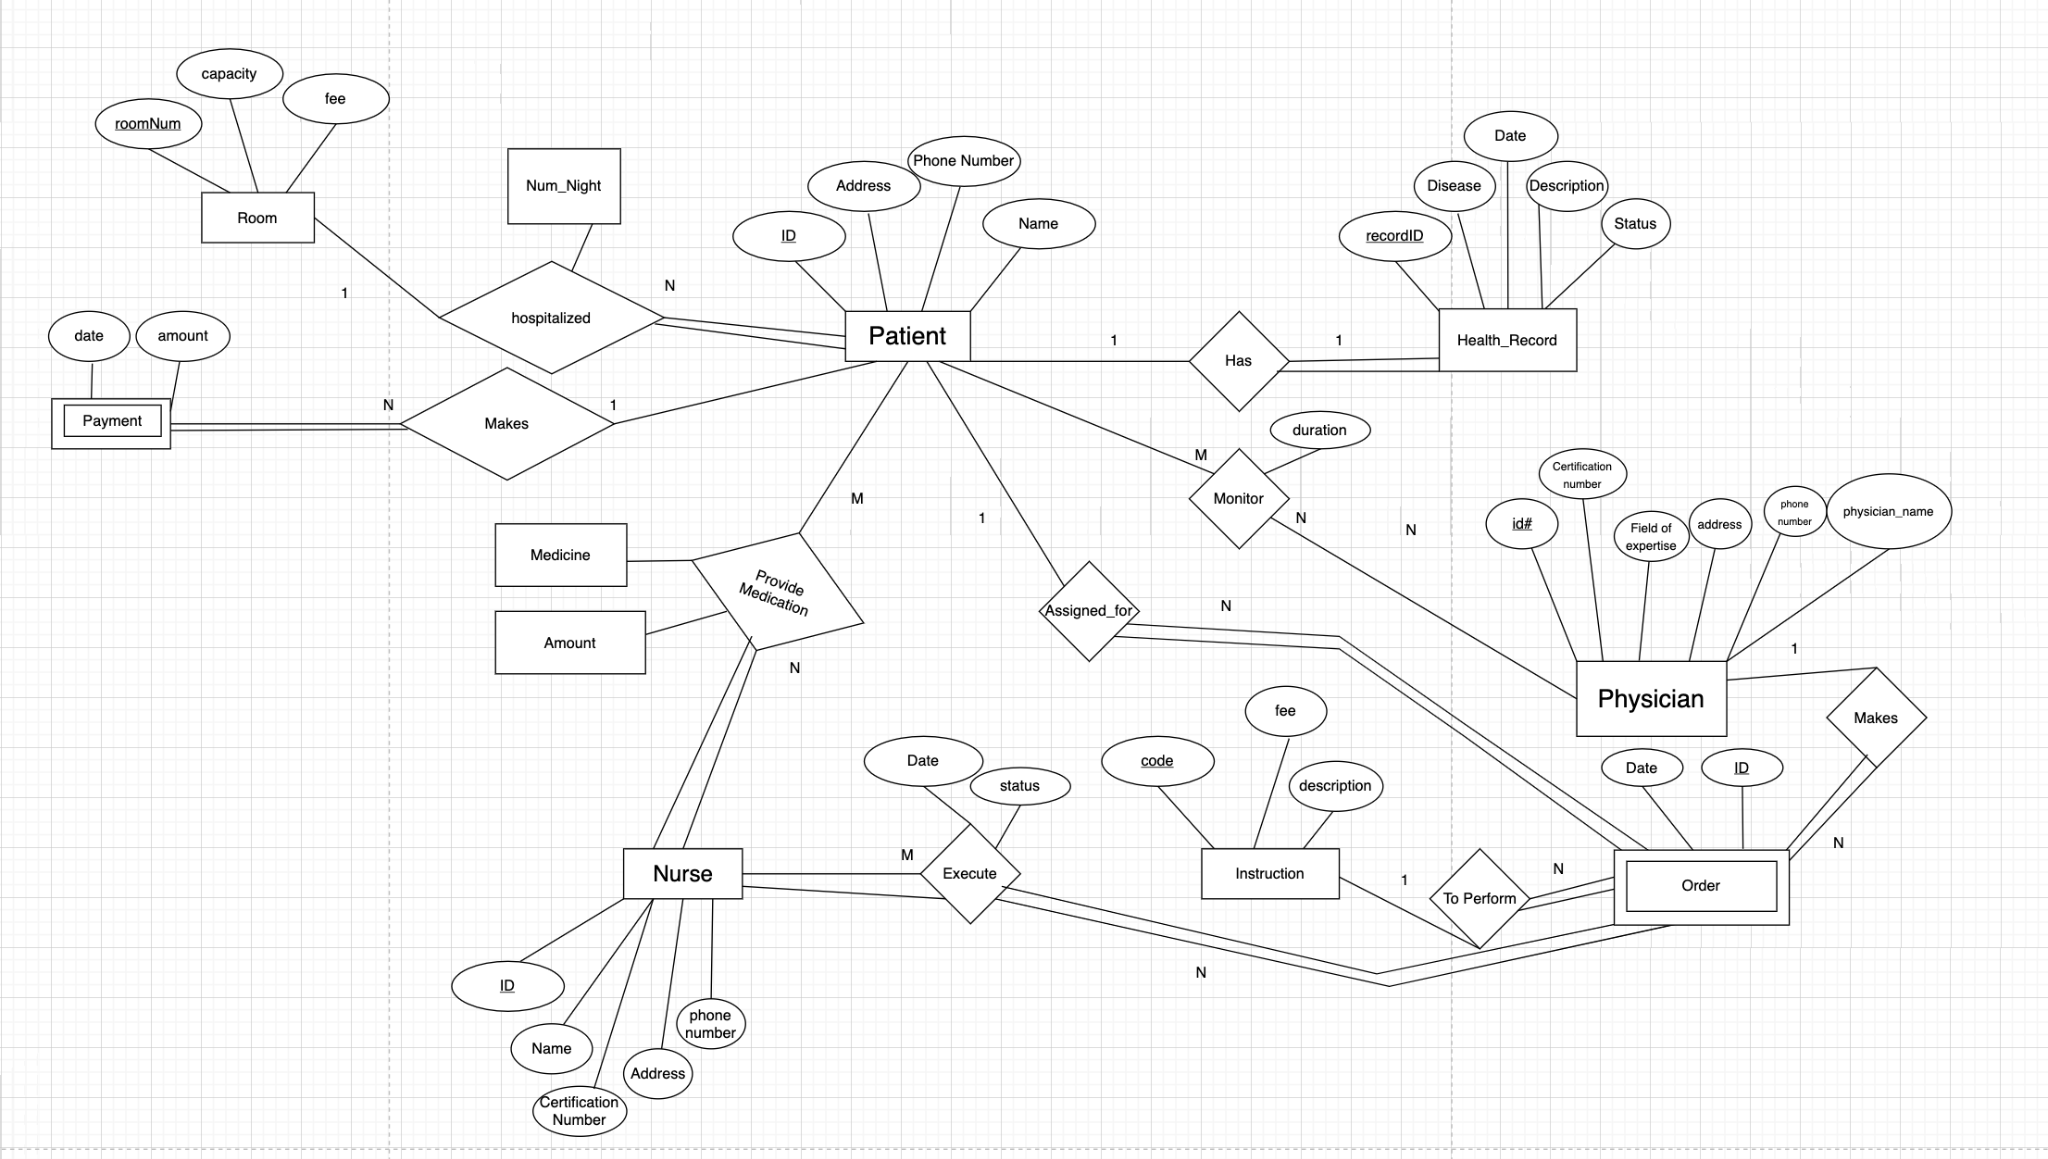 capacity
fee
roomNum
Room
Num_Night
Phone Number
Address
ID
Name
Date
Disease
Description
recordID
Status
1
hospitalized
N
Patient
1
Has
1
Health_Record
date
amount
Payment
N
Makes
1
duration
M
Monitor
N
N
Certification
number
id#
Field of
expertise
address
phone
number
physician_name
M
1
Medicine
Amount
Provide
Medication
N
Assigned_for
N
Physician
1
Makes
fee
code
description
Date
status
Date
ID
N
Nurse
M
Execute
Instruction
1
To Perform
N
Order
N
ID
Name
Certification
Number
Address
phone
number